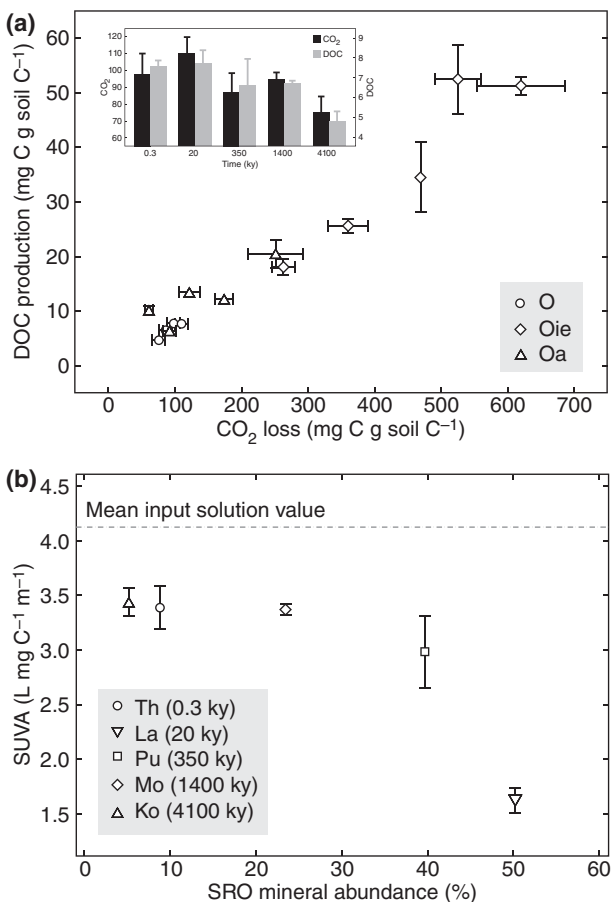 (a)
DOC production (mg C g soil C⁻¹)
60
50
40
30
20
10
0
CO₂
120
110
100
90
80
70
60
CO₂
DOC
9
8
7
6
5
4
DOC
0.3 20 350 1400 4100
Time (ky)
O
Oie
Oa
0 100 200 300 400 500 600 700
CO₂ loss (mg C g soil C⁻¹)
(b)
SUVA (L mg C⁻¹ m⁻¹)
4.5
4.0
3.5
3.0
2.5
2.0
1.5
Mean input solution value
Th (0.3 ky)
La (20 ky)
Pu (350 ky)
Mo (1400 ky)
Ko (4100 ky)
0 10 20 30 40 50 60
SRO mineral abundance (%)